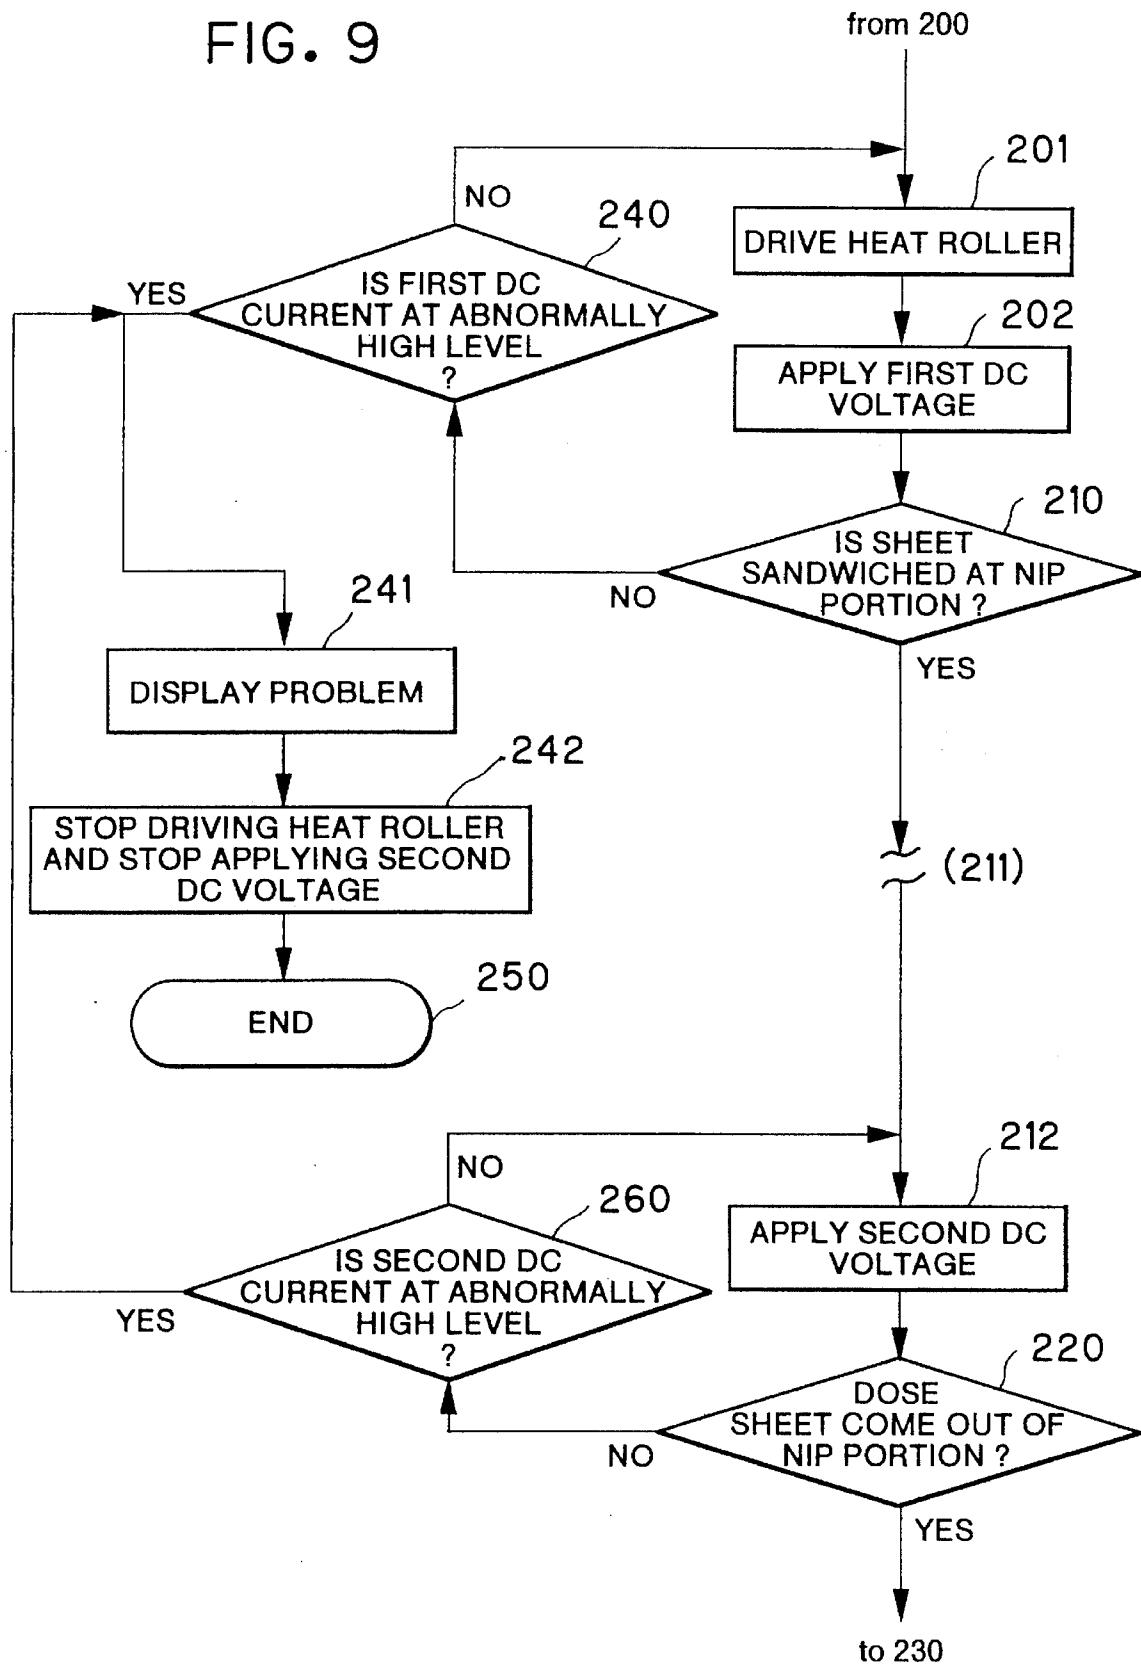 FIG. 9
from 200
201
DRIVE HEAT ROLLER
202
APPLY FIRST DC
VOLTAGE
210
IS SHEET
SANDWICHED AT NIP
PORTION ?
NO
YES
240
IS FIRST DC
CURRENT AT ABNORMALLY
HIGH LEVEL
?
NO
YES
241
DISPLAY PROBLEM
242
STOP DRIVING HEAT ROLLER
AND STOP APPLYING SECOND
DC VOLTAGE
250
END
(211)
212
APPLY SECOND DC
VOLTAGE
220
DOSE
SHEET COME OUT OF
NIP PORTION ?
NO
YES
260
IS SECOND DC
CURRENT AT ABNORMALLY
HIGH LEVEL
?
NO
YES
to 230